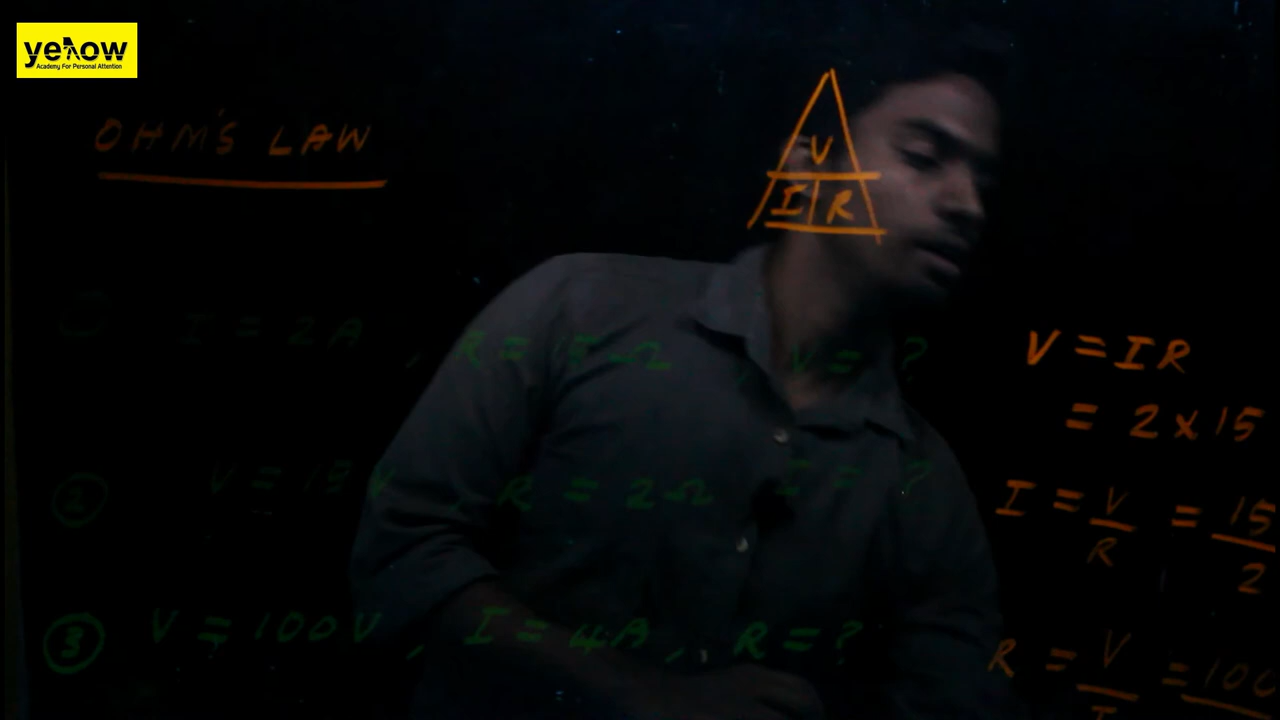 yellow
Academy For Personal Attention
OHM'S LAW
V
I R
I = 2A , R = 15Ω , V = ?
V = IR
= 2 x 15
② V = , R = 2Ω I = ?
I = V/R = 15/2
③ V = 100V , I = 4A , R = ?
R = V/I = 100